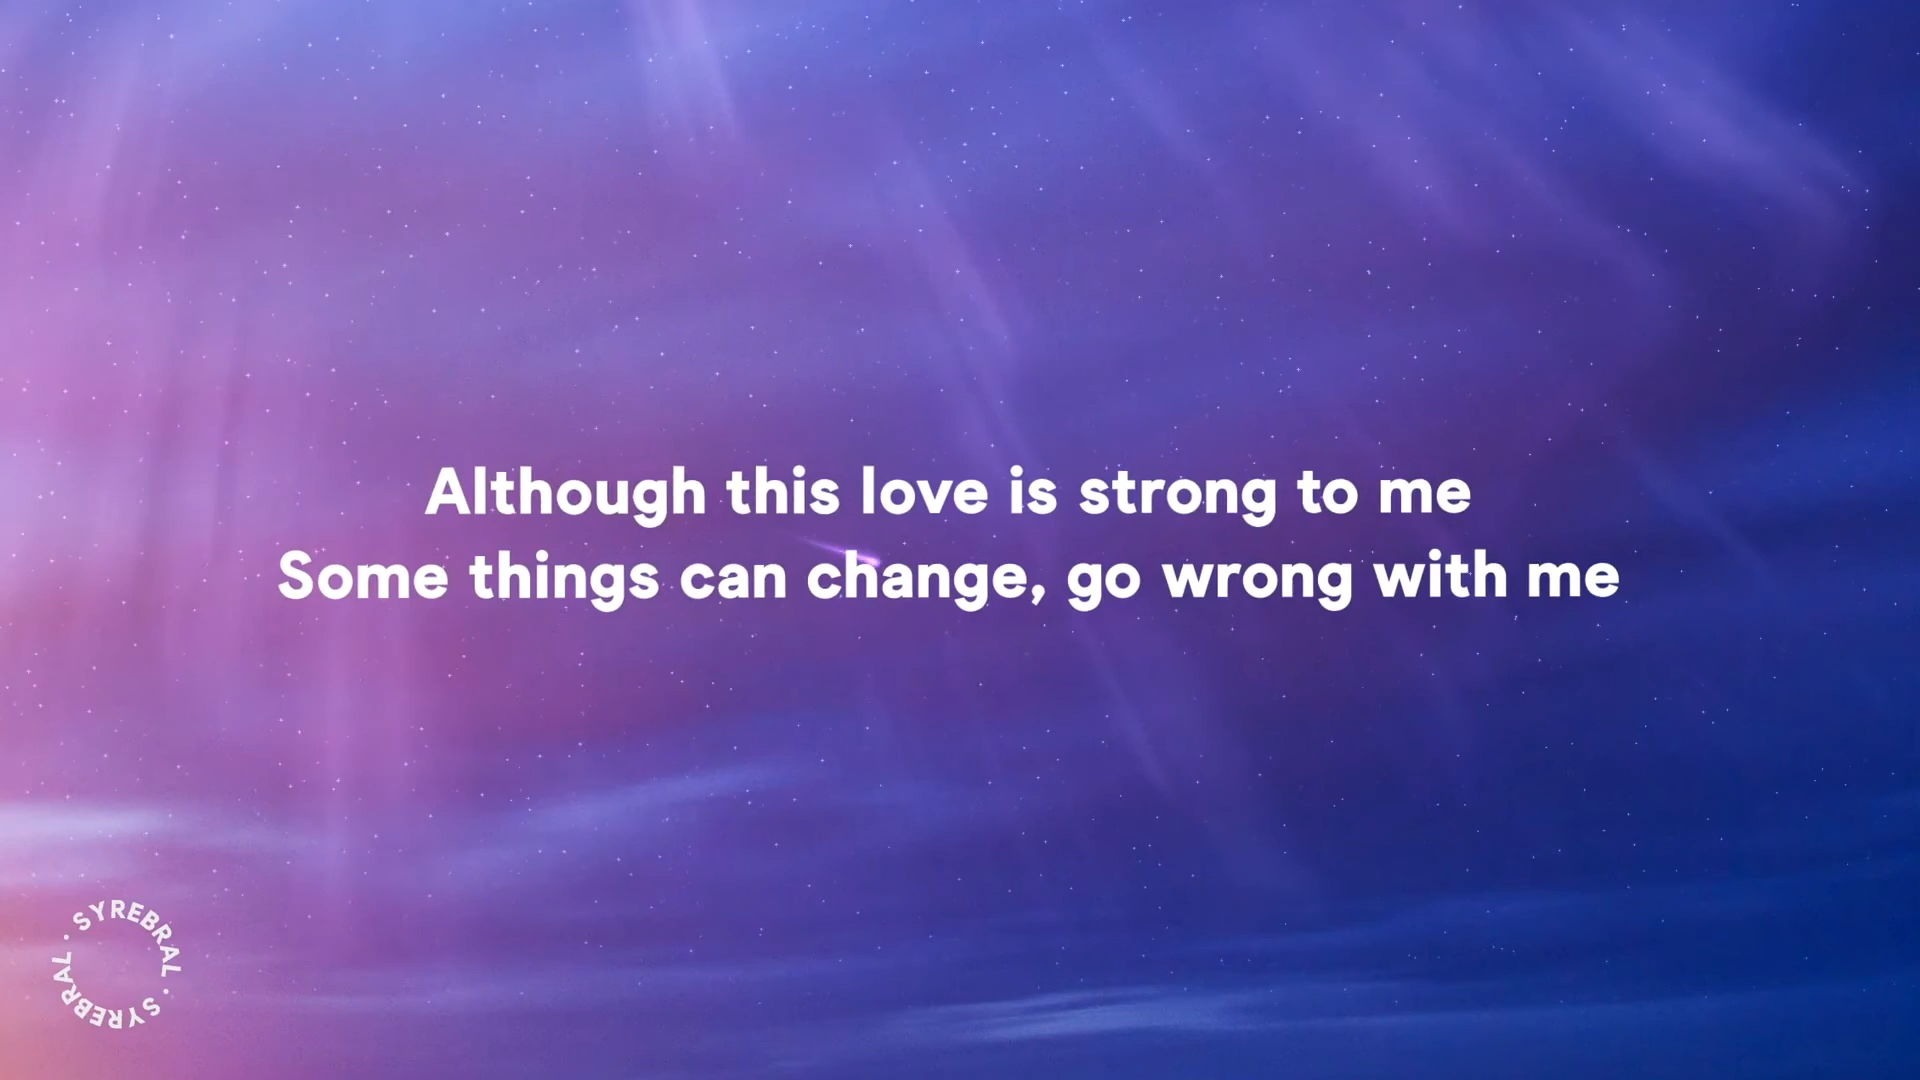 Although this love is strong to me
Some things can change, go wrong with me
SYREBRAL · SYREBRAL ·